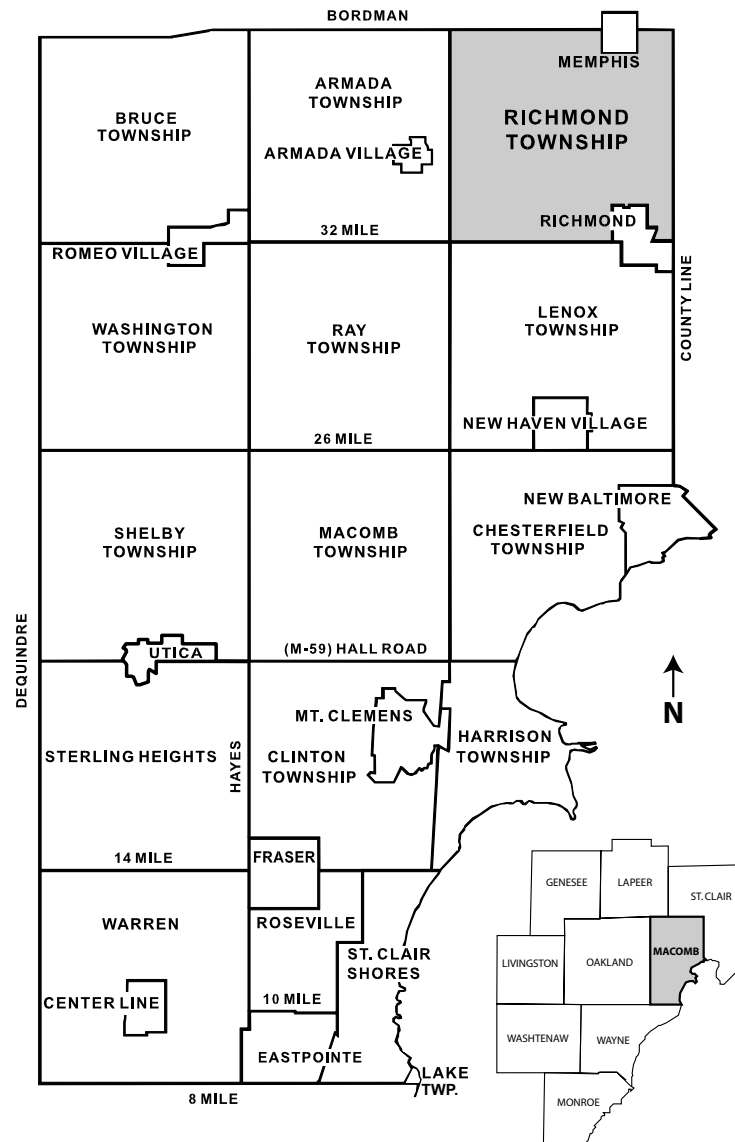 BORDMAN
MEMPHIS
ARMADA
TOWNSHIP
BRUCE
TOWNSHIP
RICHMOND
TOWNSHIP
ARMADA VILLAGE
RICHMOND
32 MILE
ROMEO VILLAGE
COUNTY LINE
WASHINGTON
TOWNSHIP
RAY
TOWNSHIP
LENOX
TOWNSHIP
NEW HAVEN VILLAGE
26 MILE
NEW BALTIMORE
SHELBY
TOWNSHIP
MACOMB
TOWNSHIP
CHESTERFIELD
TOWNSHIP
DEQUINDRE
UTICA
(M-59) HALL ROAD
N
MT. CLEMENS
HARRISON
TOWNSHIP
STERLING HEIGHTS
HAYES
CLINTON
TOWNSHIP
14 MILE
FRASER
WARREN
ROSEVILLE
ST. CLAIR
SHORES
CENTER LINE
10 MILE
EASTPOINTE
LAKE
TWP.
8 MILE
GENESEE
LAPEER
ST. CLAIR
LIVINGSTON
OAKLAND
MACOMB
WASHTENAW
WAYNE
MONROE